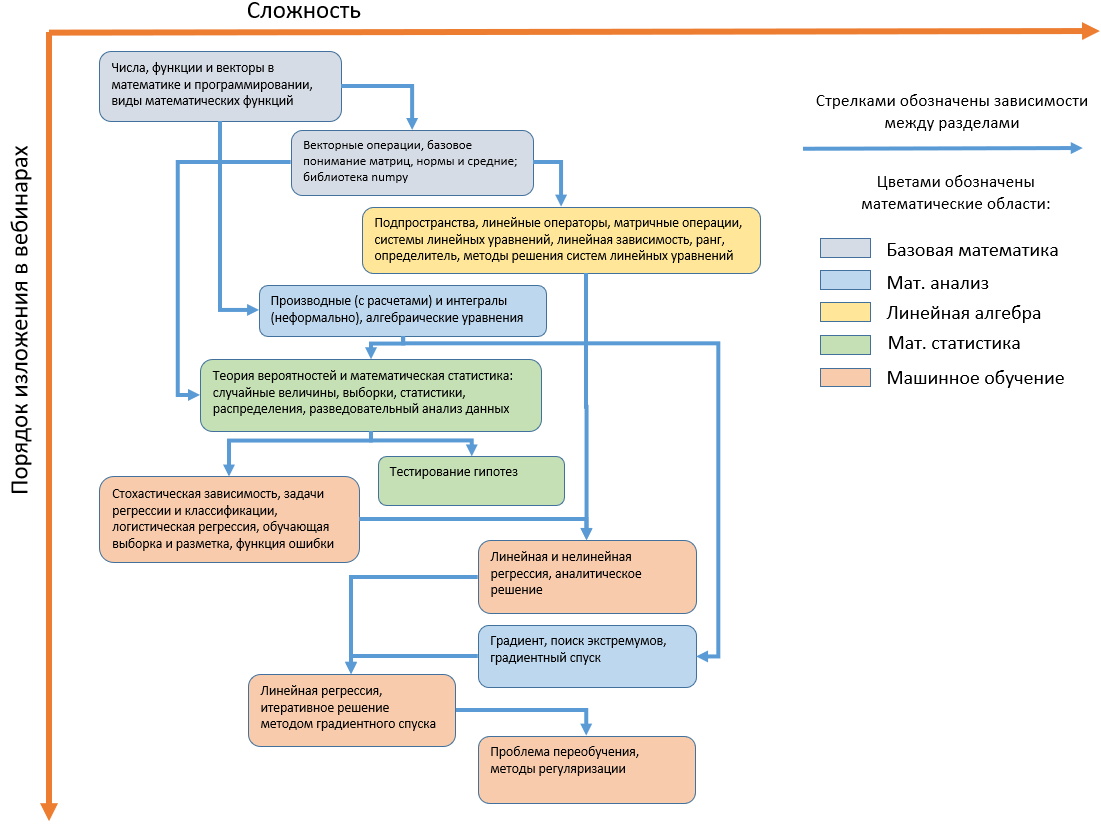 Сложность
Порядок изложения в вебинарах
Числа, функции и векторы в
математике и программировании,
виды математических функций
Векторные операции, базовое
понимание матриц, нормы и средние;
библиотека numpy
Подпространства, линейные операторы, матричные операции,
системы линейных уравнений, линейная зависимость, ранг,
определитель, методы решения систем линейных уравнений
Производные (с расчетами) и интегралы
(неформально), алгебраические уравнения
Теория вероятностей и математическая статистика:
случайные величины, выборки, статистики,
распределения, разведовательный анализ данных
Тестирование гипотез
Стохастическая зависимость, задачи
регрессии и классификации,
логистическая регрессия, обучающая
выборка и разметка, функция ошибки
Линейная и нелинейная
регрессия, аналитическое
решение
Градиент, поиск экстремумов,
градиентный спуск
Линейная регрессия,
итеративное решение
методом градиентного спуска
Проблема переобучения,
методы регуляризации
Стрелками обозначены зависимости
между разделами
Цветами обозначены
математические области:
Базовая математика
Мат. анализ
Линейная алгебра
Мат. статистика
Машинное обучение